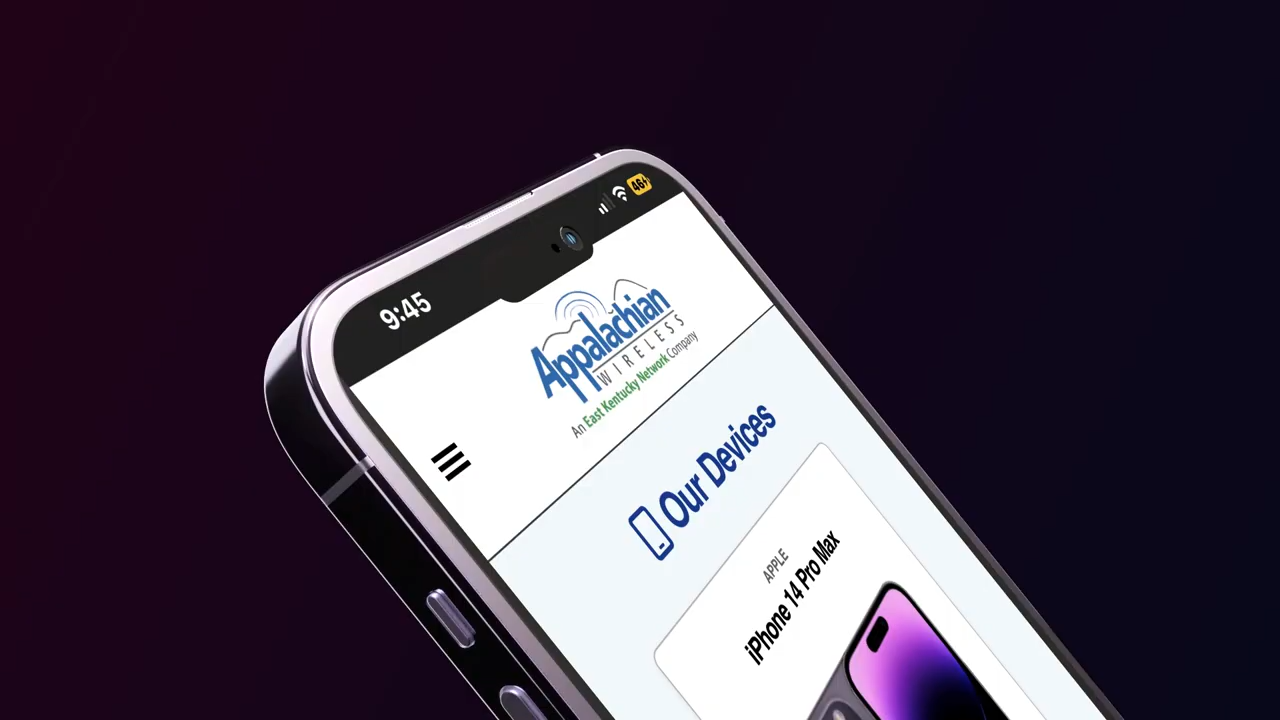 9:45
46
Appalachian
WIRELESS
An East Kentucky Network Company
Our Devices
APPLE
iPhone 14 Pro Max